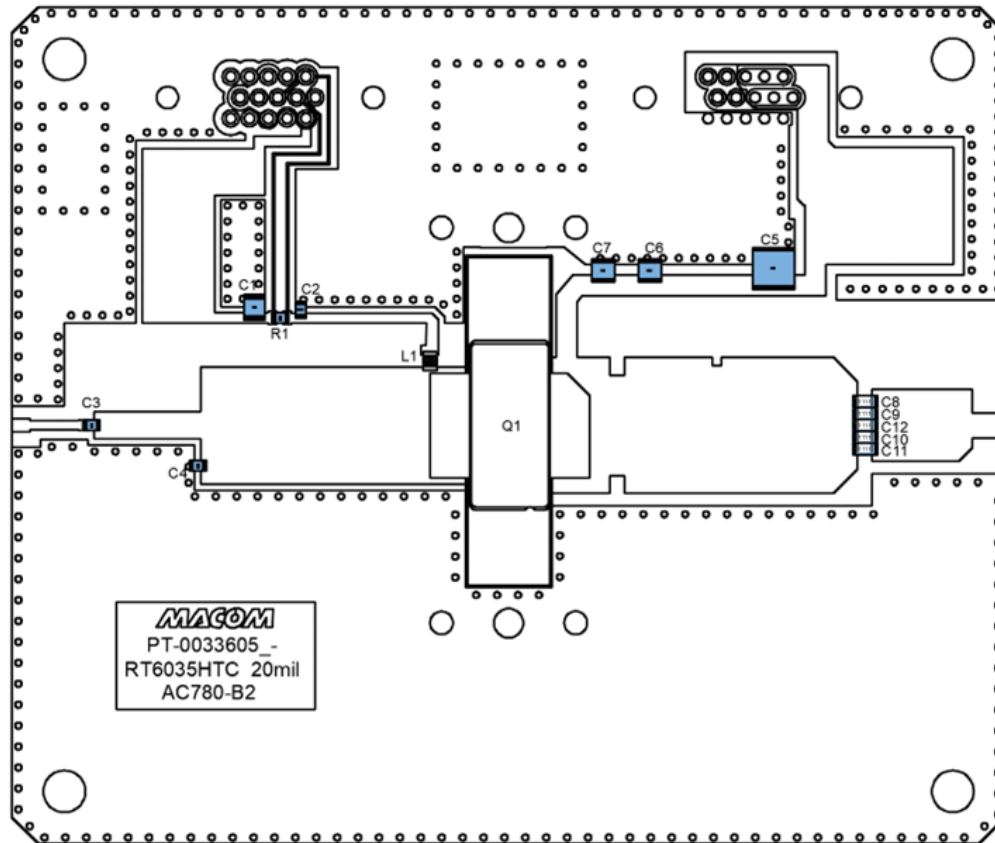 C7
C6
C5
C1
C2
R1
L1
C3
C4
Q1
C8
C9
C12
C10
C11
MACOM
PT-0033605_-
RT6035HTC 20mil
AC780-B2